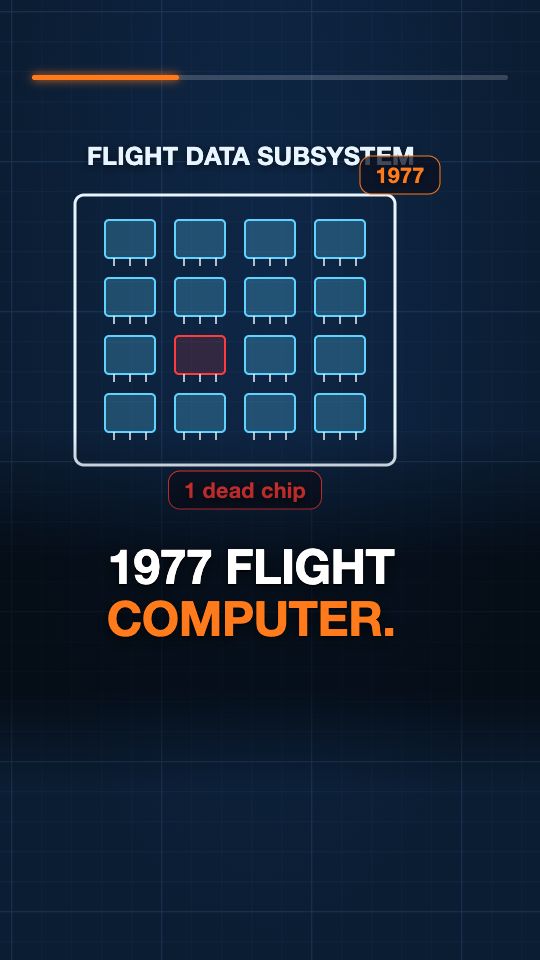 FLIGHT DATA SUBSYSTEM
1977
1 dead chip
1977 FLIGHT
COMPUTER.